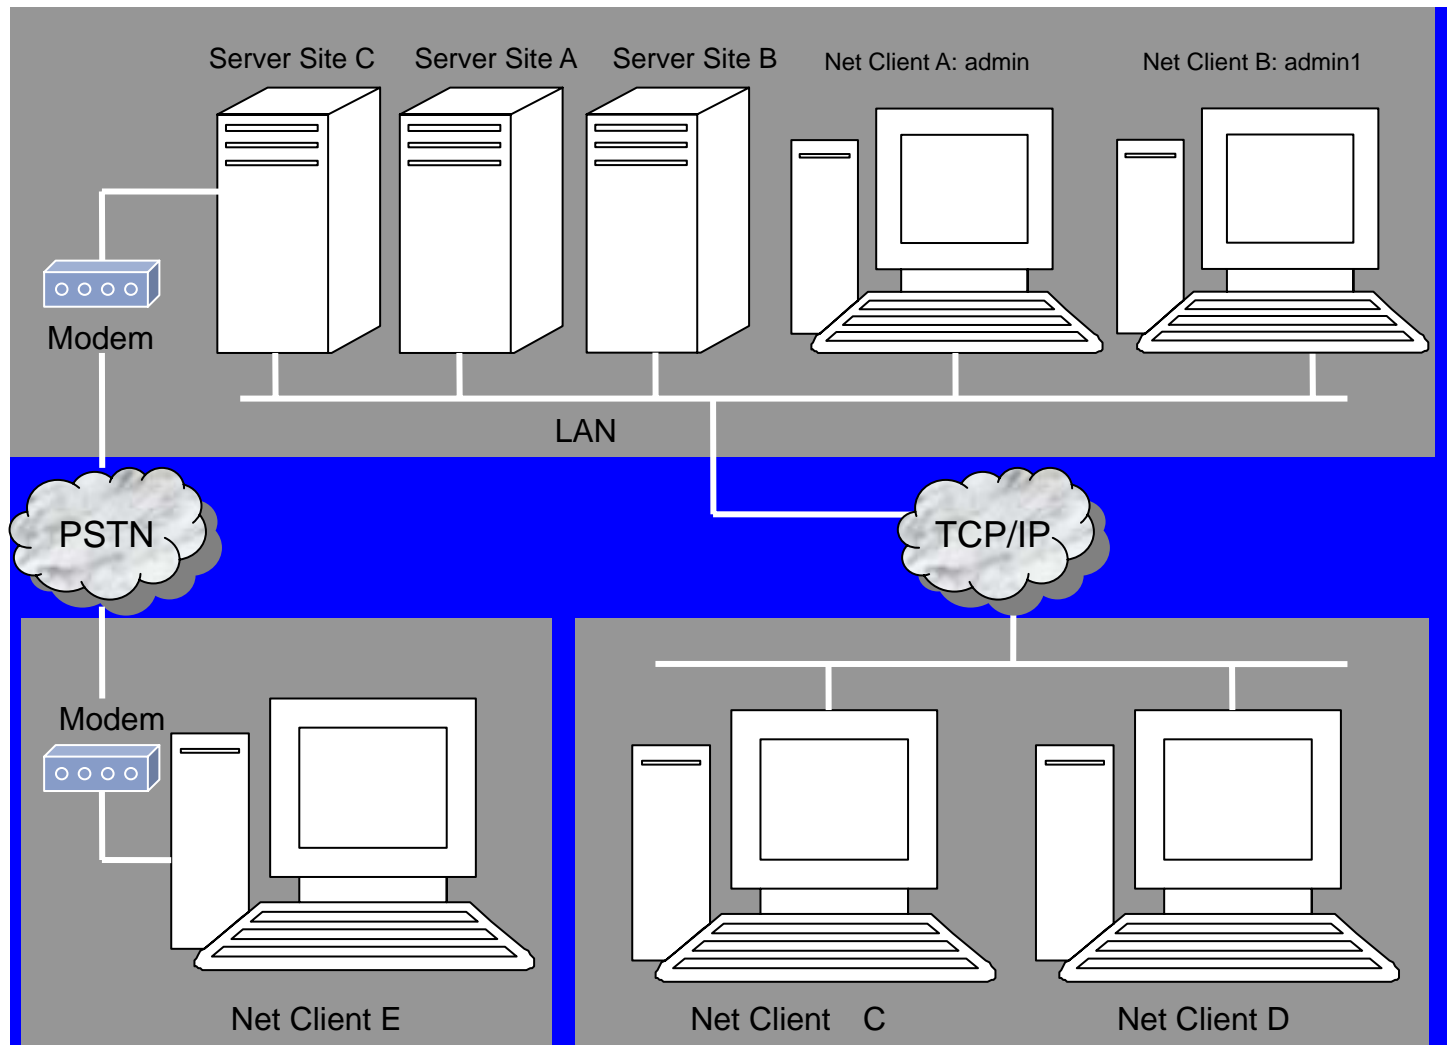 Server Site C
Server Site A
Server Site B
Net Client A: admin
Net Client B: admin1
Modem
LAN
PSTN
TCP/IP
Modem
Net Client E
Net Client C
Net Client D